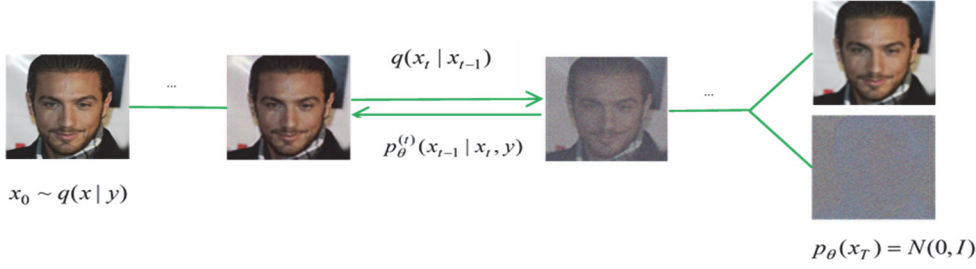 ...
q(x_t | x_{t-1})
...
p_θ^{(t)}(x_{t-1} | x_t, y)
x_0 ~ q(x | y)
p_θ(x_T) = N(0, I)